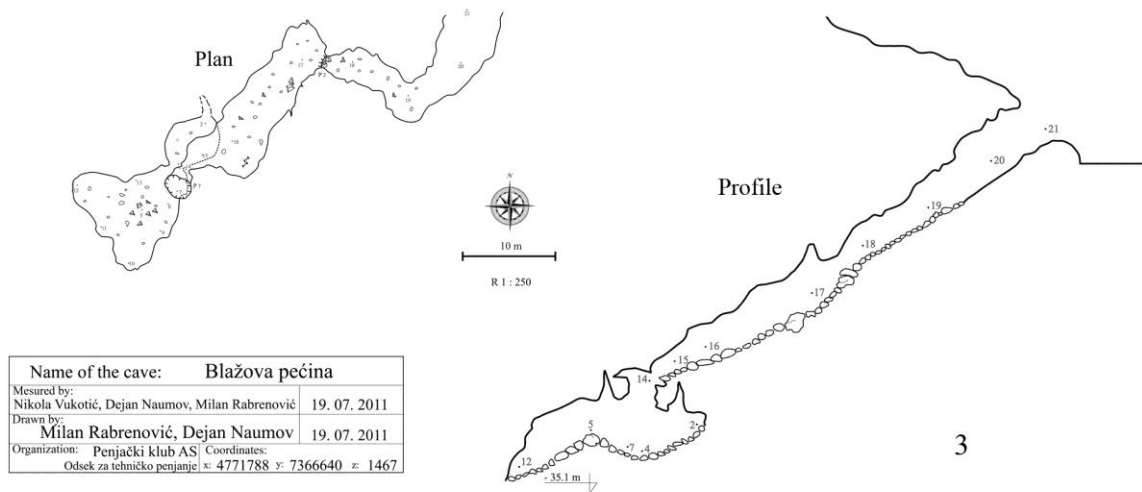 Plan
N
10 m
R 1 : 250
Profile
21
20
19
18
17
16
15
14
5
7
4
2
12
- 35.1 m
3
Name of the cave: Blažova pećina
Mesured by:
Nikola Vukotić, Dejan Naumov, Milan Rabrenović 19. 07. 2011
Drawn by:
Milan Rabrenović, Dejan Naumov 19. 07. 2011
Organization: Penjački klub AS Coordinates:
Odsek za tehničko penjanje x: 4771788 y: 7366640 z: 1467